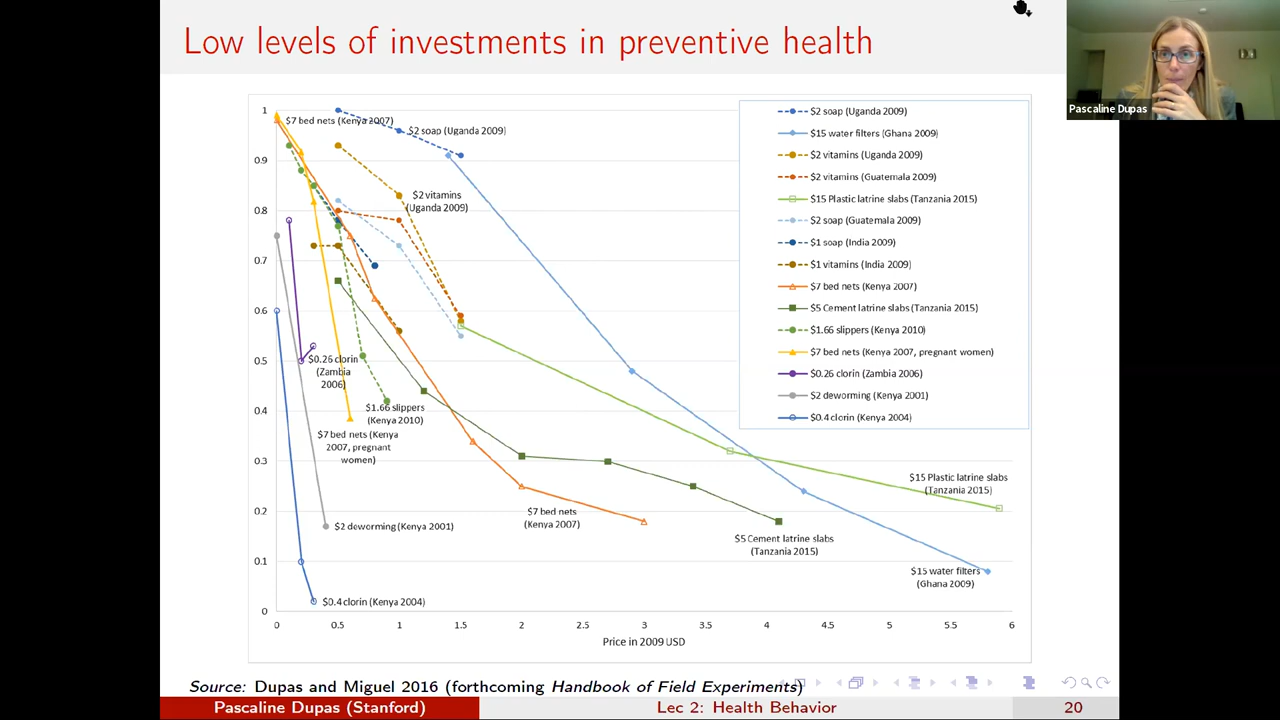 Low levels of investments in preventive health
Pascaline Dupas
1
0.9
0.8
0.7
0.6
0.5
0.4
0.3
0.2
0.1
0
0
0.5
1
1.5
2
2.5
3
3.5
4
4.5
5
5.5
6
Price in 2009 USD
$7 bed nets (Kenya 2007)
$2 soap (Uganda 2009)
$2 vitamins
(Uganda 2009)
$0.26 clorin
(Zambia
2006)
$1.66 slippers
(Kenya 2010)
$7 bed nets (Kenya
2007, pregnant
women)
$2 deworming (Kenya 2001)
$0.4 clorin (Kenya 2004)
$7 bed nets
(Kenya 2007)
$5 Cement latrine slabs
(Tanzania 2015)
$15 Plastic latrine slabs
(Tanzania 2015)
$15 water filters
(Ghana 2009)
$2 soap (Uganda 2009)
$15 water filters (Ghana 2009)
$2 vitamins (Uganda 2009)
$2 vitamins (Guatemala 2009)
$15 Plastic latrine slabs (Tanzania 2015)
$2 soap (Guatemala 2009)
$1 soap (India 2009)
$1 vitamins (India 2009)
$7 bed nets (Kenya 2007)
$5 Cement latrine slabs (Tanzania 2015)
$1.66 slippers (Kenya 2010)
$7 bed nets (Kenya 2007, pregnant women)
$0.26 clorin (Zambia 2006)
$2 deworming (Kenya 2001)
$0.4 clorin (Kenya 2004)
Source: Dupas and Miguel 2016 (forthcoming Handbook of Field Experiments)
Pascaline Dupas (Stanford)
Lec 2: Health Behavior
20